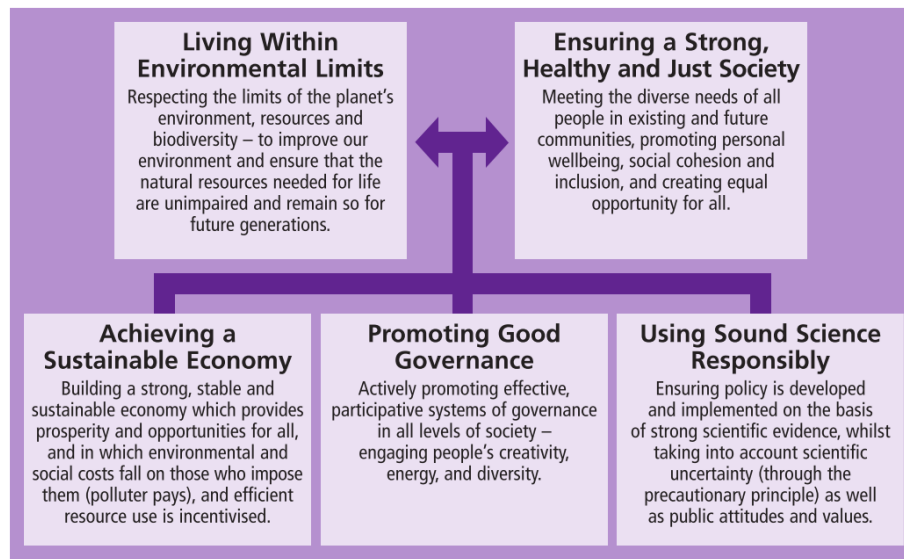 Living Within
Environmental Limits
Respecting the limits of the planet’s
environment, resources and
biodiversity – to improve our
environment and ensure that the
natural resources needed for life
are unimpaired and remain so for
future generations.
Ensuring a Strong,
Healthy and Just Society
Meeting the diverse needs of all
people in existing and future
communities, promoting personal
wellbeing, social cohesion and
inclusion, and creating equal
opportunity for all.
Achieving a
Sustainable Economy
Building a strong, stable and
sustainable economy which provides
prosperity and opportunities for all,
and in which environmental and
social costs fall on those who impose
them (polluter pays), and efficient
resource use is incentivised.
Promoting Good
Governance
Actively promoting effective,
participative systems of governance
in all levels of society –
engaging people’s creativity,
energy, and diversity.
Using Sound Science
Responsibly
Ensuring policy is developed
and implemented on the basis
of strong scientific evidence, whilst
taking into account scientific
uncertainty (through the
precautionary principle) as well
as public attitudes and values.